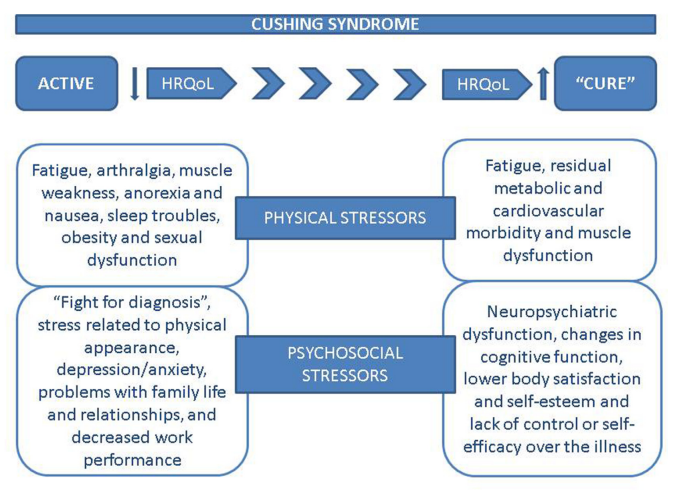 CUSHING SYNDROME
ACTIVE
HRQoL
HRQoL
"CURE"
Fatigue, arthralgia, muscle
weakness, anorexia and
nausea, sleep troubles,
obesity and sexual
dysfunction
PHYSICAL STRESSORS
Fatigue, residual
metabolic and
cardiovascular
morbidity and muscle
dysfunction
"Fight for diagnosis",
stress related to physical
appearance,
depression/anxiety,
problems with family life
and relationships, and
decreased work
performance
PSYCHOSOCIAL
STRESSORS
Neuropsychiatric
dysfunction, changes in
cognitive function,
lower body satisfaction
and self-esteem and
lack of control or self-
efficacy over the illness